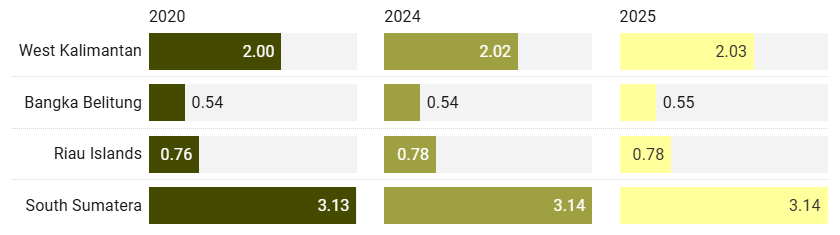 2020 2024 2025
West Kalimantan 2.00 2.02 2.03
Bangka Belitung 0.54 0.54 0.55
Riau Islands 0.76 0.78 0.78
South Sumatera 3.13 3.14 3.14